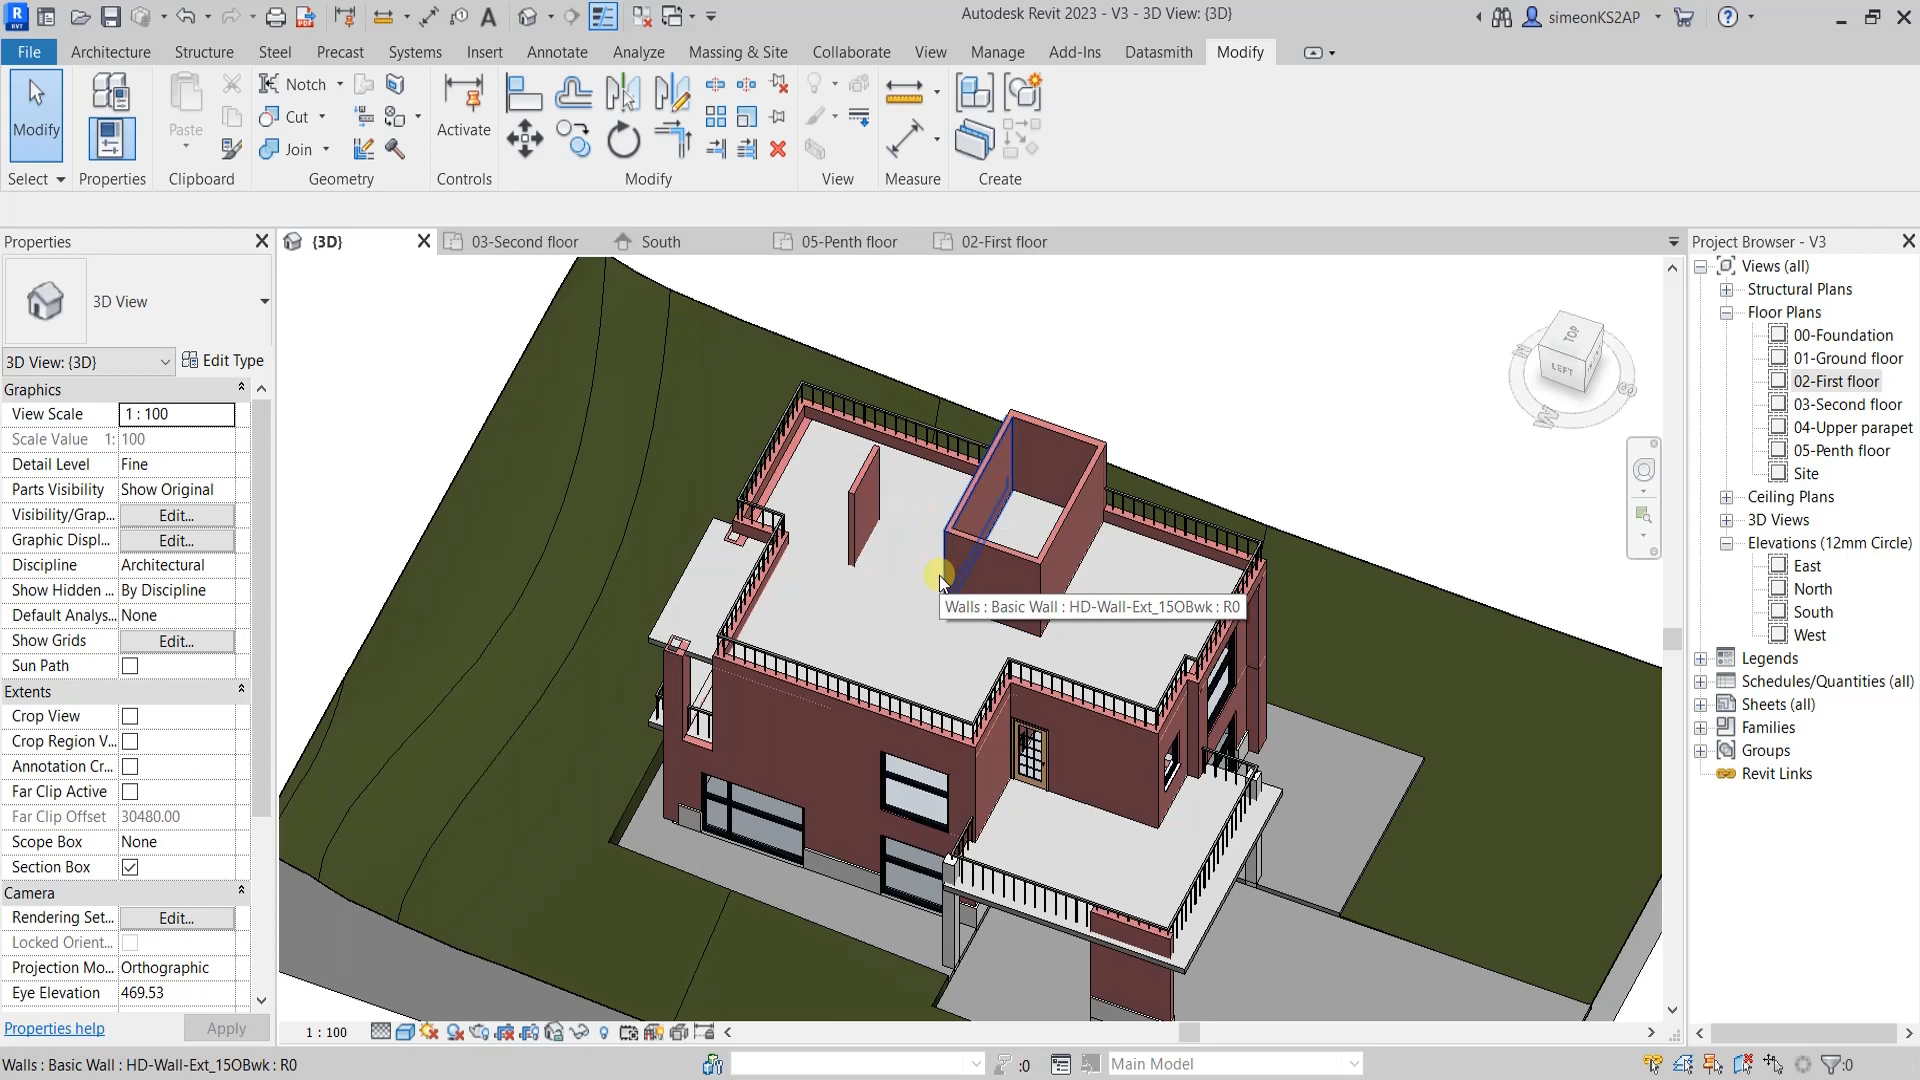 Autodesk Revit 2023 - V3 - 3D View: {3D}
simeonKS2AP
File
Architecture
Structure
Steel
Precast
Systems
Insert
Annotate
Analyze
Massing & Site
Collaborate
View
Manage
Add-Ins
Datasmith
Modify
Modify
Paste
Notch
Cut
Join
Activate
Select
Properties
Clipboard
Geometry
Controls
Modify
View
Measure
Create
Properties
{3D}
03-Second floor
South
05-Penth floor
02-First floor
Project Browser - V3
3D View
3D View: {3D}
Edit Type
Graphics
View Scale 1 : 100
Scale Value 1: 100
Detail Level Fine
Parts Visibility Show Original
Visibility/Grap... Edit...
Graphic Displ... Edit...
Discipline Architectural
Show Hidden ... By Discipline
Default Analys... None
Show Grids Edit...
Sun Path
Extents
Crop View
Crop Region V...
Annotation Cr...
Far Clip Active
Far Clip Offset 30480.00
Scope Box None
Section Box
Camera
Rendering Set... Edit...
Locked Orient...
Projection Mo... Orthographic
Eye Elevation 469.53
Properties help
Apply
TOP
LEFT
W
Walls : Basic Wall : HD-Wall-Ext_15OBwk : R0
Views (all)
Structural Plans
Floor Plans
00-Foundation
01-Ground floor
02-First floor
03-Second floor
04-Upper parapet
05-Penth floor
Site
Ceiling Plans
3D Views
Elevations (12mm Circle)
East
North
South
West
Legends
Schedules/Quantities (all)
Sheets (all)
Families
Groups
Revit Links
1 : 100
Walls : Basic Wall : HD-Wall-Ext_15OBwk : R0
:0
Main Model
:0